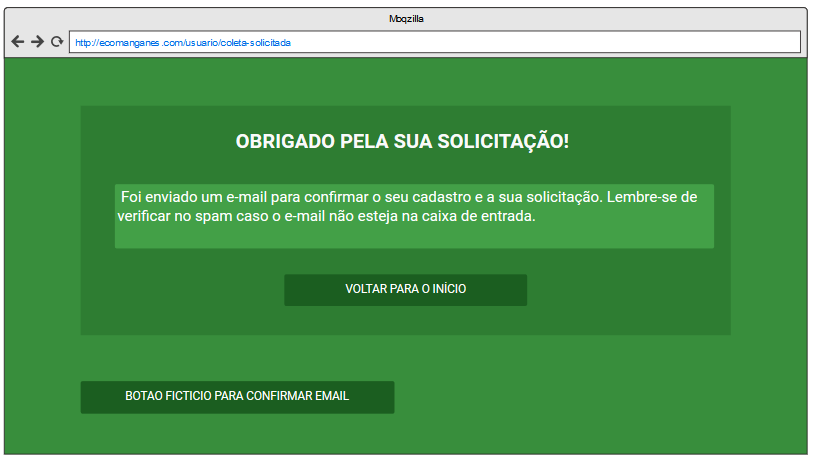 Moqzilla
http://ecomanganes.com/usuario/coleta-solicitada
OBRIGADO PELA SUA SOLICITAÇÃO!
Foi enviado um e-mail para confirmar o seu cadastro e a sua solicitação. Lembre-se de
verificar no spam caso o e-mail não esteja na caixa de entrada.
VOLTAR PARA O INÍCIO
BOTAO FICTICIO PARA CONFIRMAR EMAIL